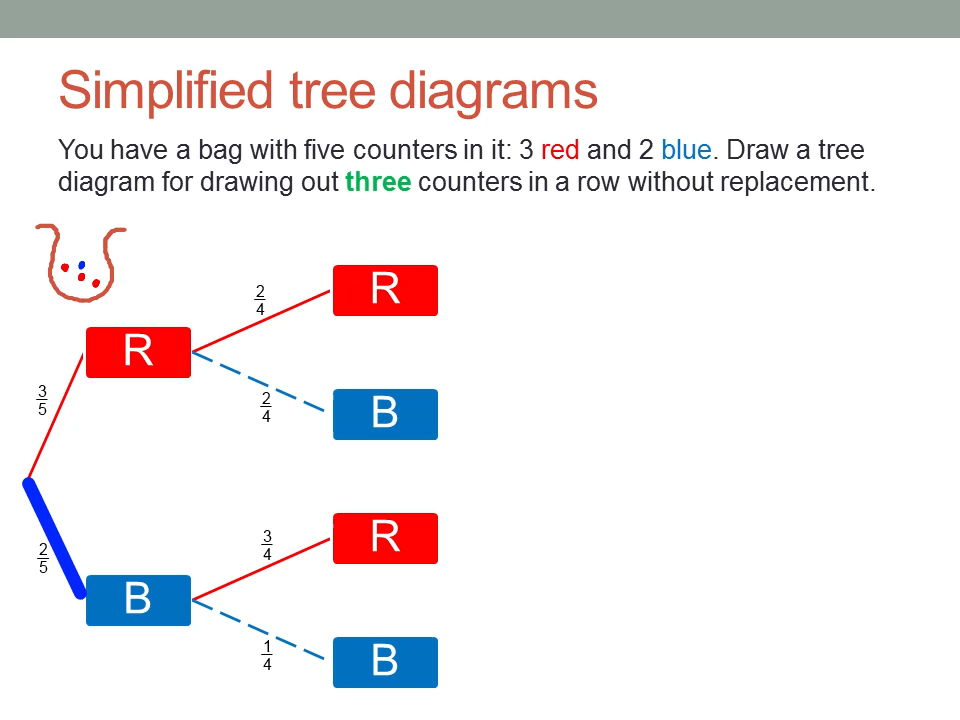 Simplified tree diagrams
You have a bag with five counters in it: 3 red and 2 blue. Draw a tree
diagram for drawing out three counters in a row without replacement.
R
2/4
R
3/5
2/4
B
R
3/4
2/5
B
1/4
B